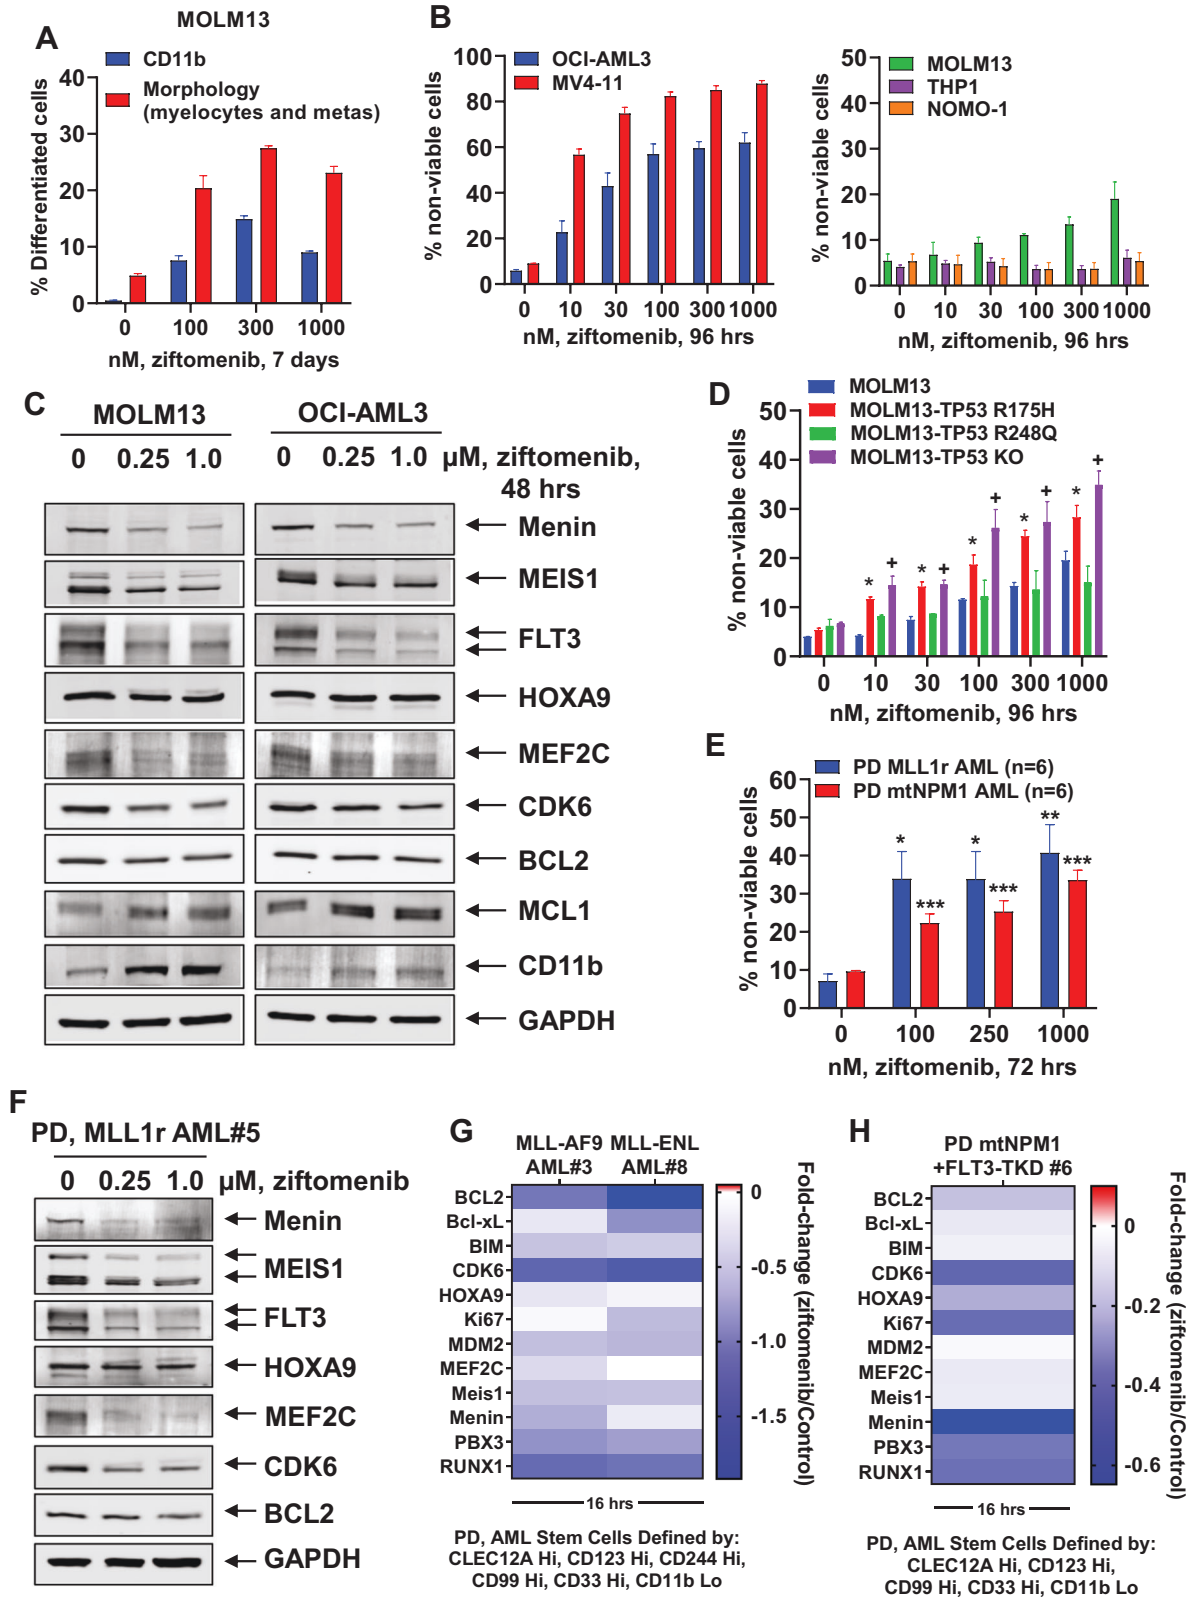 A
MOLM13
CD11b
Morphology
(myelocytes and metas)
% Differentiated cells
40
30
20
10
0
0 100 300 1000
nM, ziftomenib, 7 days
B
OCI-AML3
MV4-11
% non-viable cells
100
80
60
40
20
0
0 10 30 100 300 1000
nM, ziftomenib, 96 hrs
MOLM13
THP1
NOMO-1
% non-viable cells
50
40
30
20
10
0
0 10 30 100 300 1000
nM, ziftomenib, 96 hrs
C
MOLM13 OCI-AML3
0 0.25 1.0 0 0.25 1.0 µM, ziftomenib,
48 hrs
Menin
MEIS1
FLT3
HOXA9
MEF2C
CDK6
BCL2
MCL1
CD11b
GAPDH
D
MOLM13
MOLM13-TP53 R175H
MOLM13-TP53 R248Q
MOLM13-TP53 KO
% non-viable cells
50
40
30
20
10
0
* + * + * + * + * +
0 10 30 100 300 1000
nM, ziftomenib, 96 hrs
E
PD MLL1r AML (n=6)
PD mtNPM1 AML (n=6)
% non-viable cells
60
50
40
30
20
10
0
* *** * *** ** ***
0 100 250 1000
nM, ziftomenib, 72 hrs
F
PD, MLL1r AML#5
0 0.25 1.0 µM, ziftomenib
Menin
MEIS1
FLT3
HOXA9
MEF2C
CDK6
BCL2
GAPDH
G
MLL-AF9 MLL-ENL
AML#3 AML#8
BCL2
Bcl-xL
BIM
CDK6
HOXA9
Ki67
MDM2
MEF2C
Meis1
Menin
PBX3
RUNX1
0
-0.5
-1.0
-1.5
Fold-change (ziftomenib/Control)
16 hrs
PD, AML Stem Cells Defined by:
CLEC12A Hi, CD123 Hi, CD244 Hi,
CD99 Hi, CD33 Hi, CD11b Lo
H
PD mtNPM1
+FLT3-TKD #6
BCL2
Bcl-xL
BIM
CDK6
HOXA9
Ki67
MDM2
MEF2C
Meis1
Menin
PBX3
RUNX1
0
-0.2
-0.4
-0.6
Fold-change (ziftomenib/Control)
16 hrs
PD, AML Stem Cells Defined by:
CLEC12A Hi, CD123 Hi,
CD99 Hi, CD33 Hi, CD11b Lo